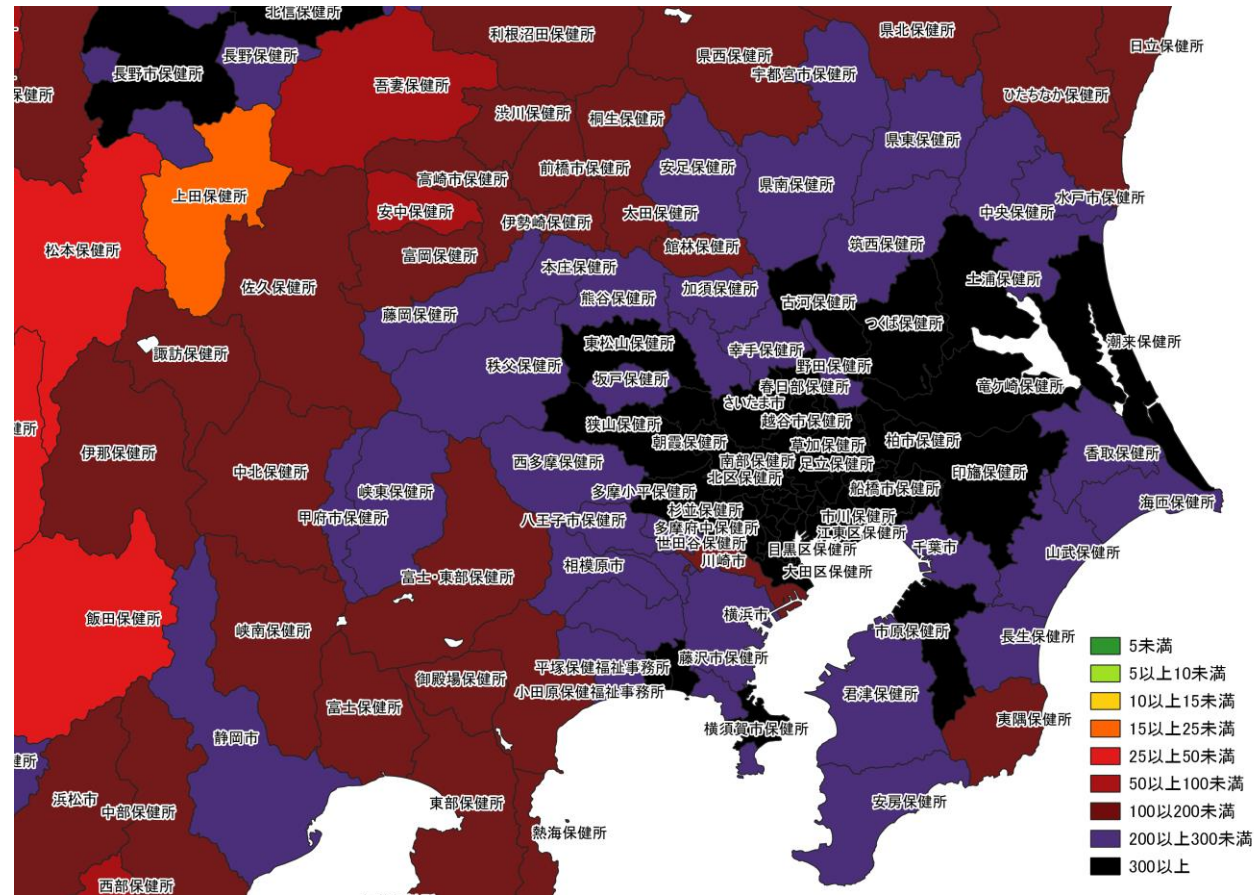 北信保健所
利根沼田保健所
県北保健所
日立保健所
長野保健所
県西保健所
長野市保健所
宇都宮市保健所
吾妻保健所
保健所
ひたちなか保健所
渋川保健所
桐生保健所
県東保健所
安足保健所
前橋市保健所
高崎市保健所
県南保健所
上田保健所
水戸市保健所
安中保健所
太田保健所
中央保健所
伊勢崎保健所
筑西保健所
松本保健所
館林保健所
富岡保健所
本庄保健所
土浦保健所
佐久保健所
加須保健所
熊谷保健所
古河保健所
藤岡保健所
つくば保健所
東松山保健所
潮来保健所
幸手保健所
諏訪保健所
秩父保健所
野田保健所
坂戸保健所
春日部保健所
竜ケ崎保健所
さいたま市
越谷市保健所
狭山保健所
健所
朝霞保健所
草加保健所
柏市保健所
伊那保健所
香取保健所
西多摩保健所
南部保健所
足立保健所
中北保健所
北区保健所
印旛保健所
峡東保健所
多摩小平保健所
船橋市保健所
海匝保健所
杉並保健所
甲府市保健所
八王子市保健所
市川保健所
多摩府中保健所
江東区保健所
世田谷保健所
目黒区保健所
千葉市
山武保健所
川崎市
相模原市
大田区保健所
富士・東部保健所
横浜市
飯田保健所
峡南保健所
市原保健所
長生保健所
藤沢市保健所
平塚保健福祉事務所
御殿場保健所
小田原保健福祉事務所
君津保健所
富士保健所
夷隅保健所
横須賀市保健所
静岡市
健所
浜松市
安房保健所
中部保健所
東部保健所
熱海保健所
西部保健所
5未満
5以上10未満
10以上15未満
15以上25未満
25以上50未満
50以上100未満
100以200未満
200以上300未満
300以上